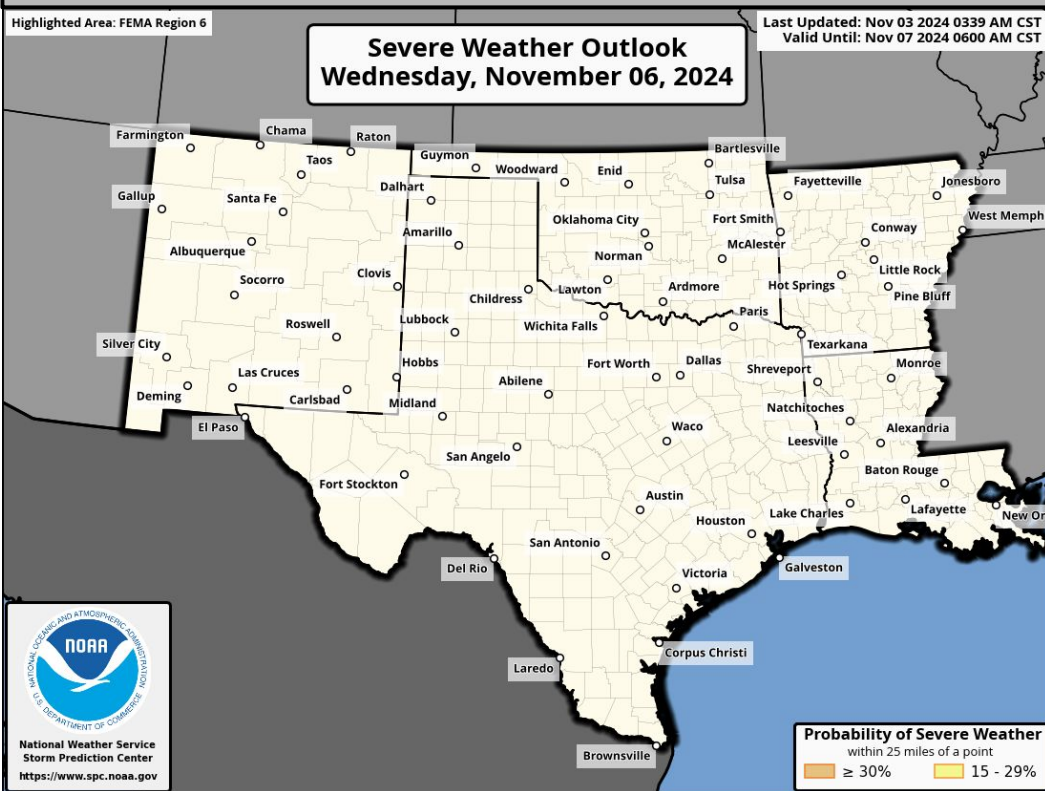 Highlighted Area: FEMA Region 6
Last Updated: Nov 03 2024 0339 AM CST
Valid Until: Nov 07 2024 0600 AM CST
Severe Weather Outlook
Wednesday, November 06, 2024
Farmington
Chama
Raton
Taos
Guymon
Woodward
Enid
Bartlesville
Tulsa
Fayetteville
Jonesboro
Gallup
Santa Fe
Dalhart
Oklahoma City
Fort Smith
West Memph
Albuquerque
Amarillo
Norman
McAlester
Conway
Socorro
Clovis
Childress
Lawton
Ardmore
Hot Springs
Little Rock
Pine Bluff
Roswell
Lubbock
Wichita Falls
Paris
Texarkana
Silver City
Las Cruces
Hobbs
Fort Worth
Dallas
Shreveport
Monroe
Deming
Carlsbad
Midland
Abilene
Natchitoches
El Paso
San Angelo
Waco
Leesville
Alexandria
Fort Stockton
Baton Rouge
Austin
Houston
Lake Charles
Lafayette
New Or
Del Rio
San Antonio
Galveston
Victoria
Laredo
Corpus Christi
Brownsville
NATIONAL OCEANIC AND ATMOSPHERIC ADMINISTRATION
NOAA
U.S. DEPARTMENT OF COMMERCE
National Weather Service
Storm Prediction Center
https://www.spc.noaa.gov
Probability of Severe Weather
within 25 miles of a point
≥ 30%
15 - 29%